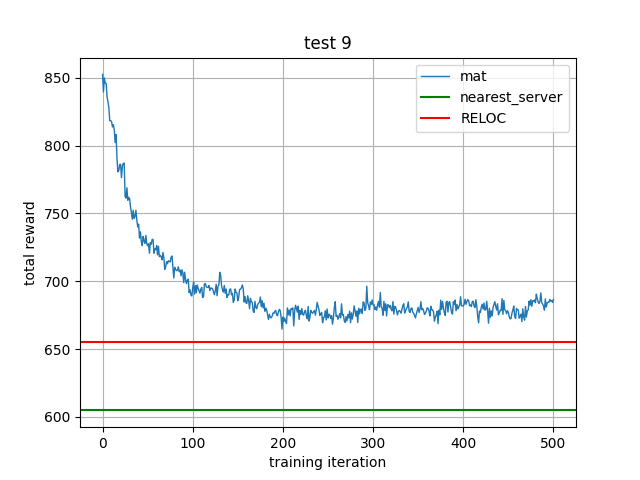 test 9
total reward
850
800
750
700
650
600
mat
nearest_server
RELOC
0
100
200
300
400
500
training iteration